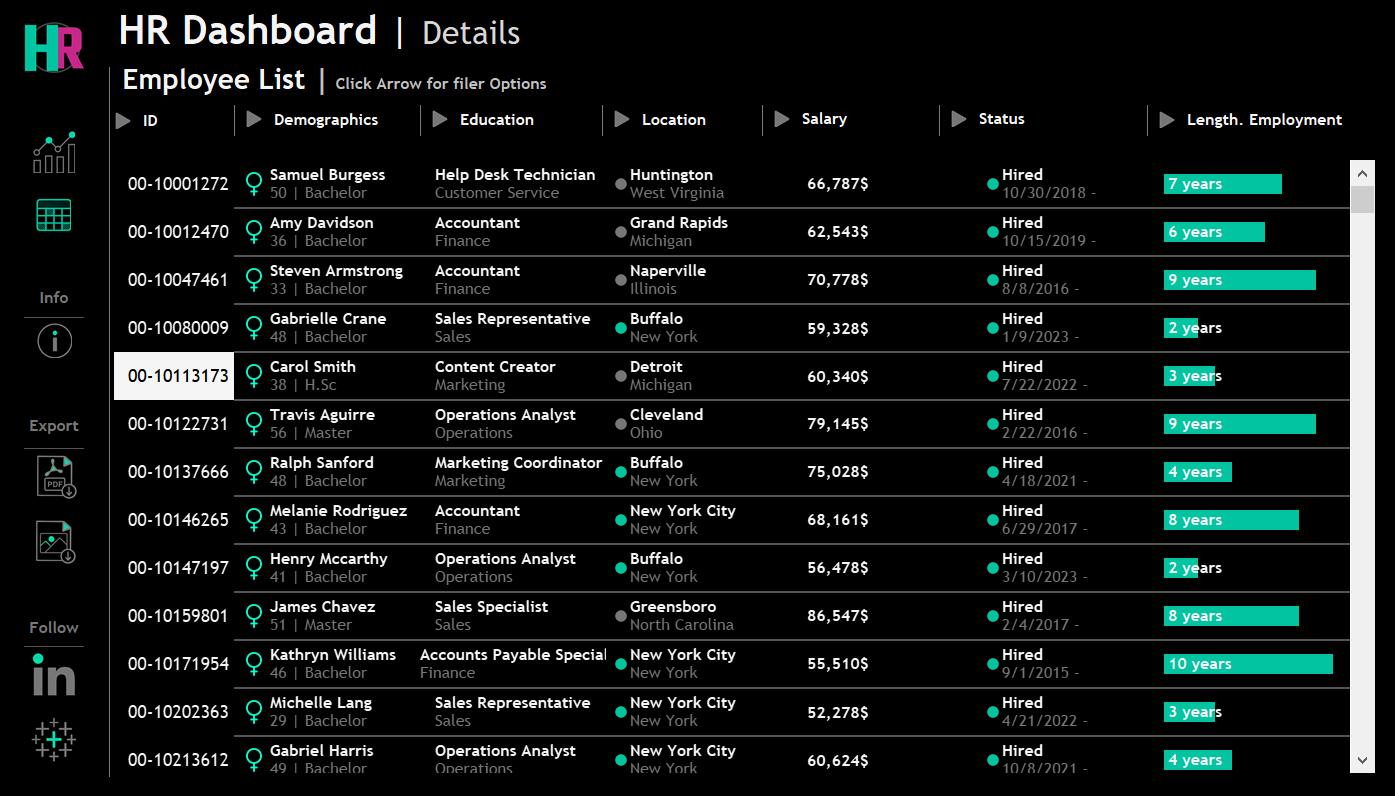 HR
HR Dashboard | Details
Employee List | Click Arrow for filer Options
ID Demographics Education Location Salary Status Length. Employment
00-10001272 Samuel Burgess Help Desk Technician Huntington 66,787$ Hired 7 years
50 | Bachelor Customer Service West Virginia 10/30/2018 -
00-10012470 Amy Davidson Accountant Grand Rapids 62,543$ Hired 6 years
36 | Bachelor Finance Michigan 10/15/2019 -
00-10047461 Steven Armstrong Accountant Naperville 70,778$ Hired 9 years
33 | Bachelor Finance Illinois 8/8/2016 -
Info
00-10080009 Gabrielle Crane Sales Representative Buffalo 59,328$ Hired 2 years
48 | Bachelor Sales New York 1/9/2023 -
00-10113173 Carol Smith Content Creator Detroit 60,340$ Hired 3 years
38 | H.Sc Marketing Michigan 7/22/2022 -
00-10122731 Travis Aguirre Operations Analyst Cleveland 79,145$ Hired 9 years
56 | Master Operations Ohio 2/22/2016 -
Export
00-10137666 Ralph Sanford Marketing Coordinator Buffalo 75,028$ Hired 4 years
48 | Bachelor Marketing New York 4/18/2021 -
PDF
00-10146265 Melanie Rodriguez Accountant New York City 68,161$ Hired 8 years
43 | Bachelor Finance New York 6/29/2017 -
00-10147197 Henry Mccarthy Operations Analyst Buffalo 56,478$ Hired 2 years
41 | Bachelor Operations New York 3/10/2023 -
00-10159801 James Chavez Sales Specialist Greensboro 86,547$ Hired 8 years
51 | Master Sales North Carolina 2/4/2017 -
Follow
00-10171954 Kathryn Williams Accounts Payable Special New York City 55,510$ Hired 10 years
46 | Bachelor Finance New York 9/1/2015 -
in
00-10202363 Michelle Lang Sales Representative New York City 52,278$ Hired 3 years
29 | Bachelor Sales New York 4/21/2022 -
00-10213612 Gabriel Harris Operations Analyst New York City 60,624$ Hired 4 years
49 | Bachelor Operations New York 10/8/2021 -